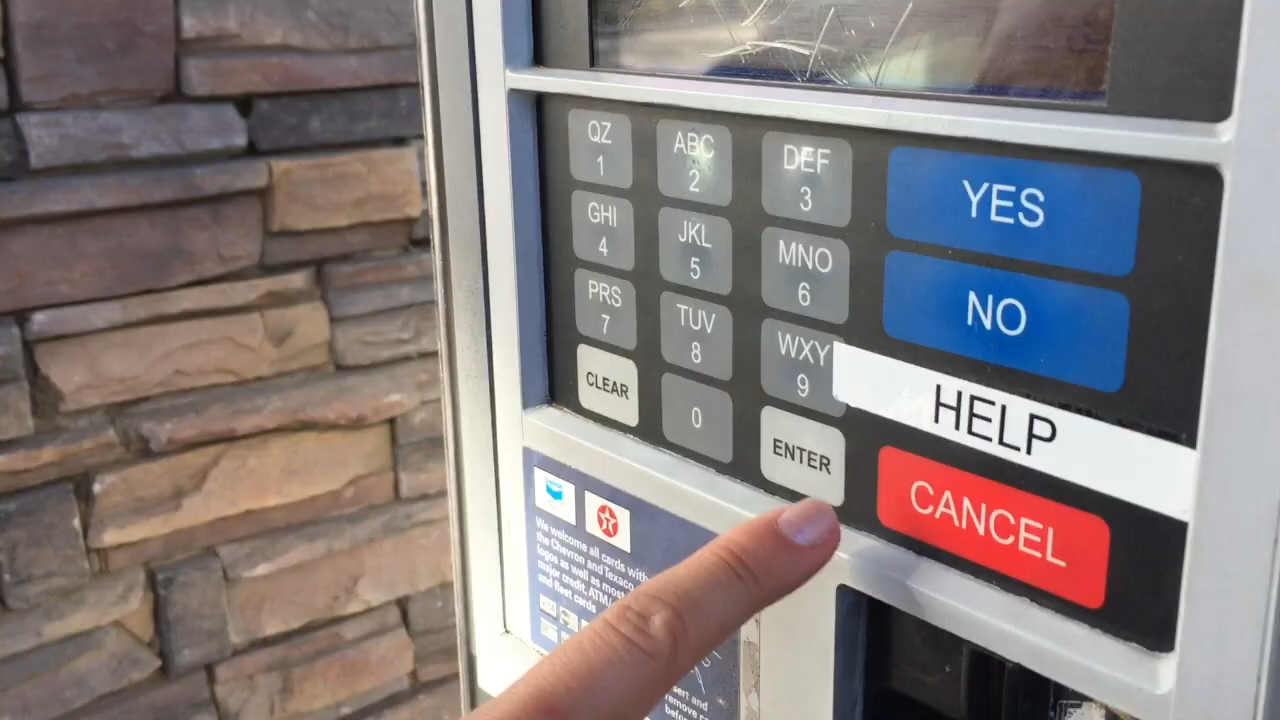 QZ
1
ABC
2
DEF
3
YES
GHI
4
JKL
5
MNO
6
NO
PRS
7
TUV
8
WXY
9
HELP
CLEAR
0
ENTER
CANCEL
We welcome all cards with
the Chevron and Texaco
logos as well as most
major credit, ATM/
and fleet cards